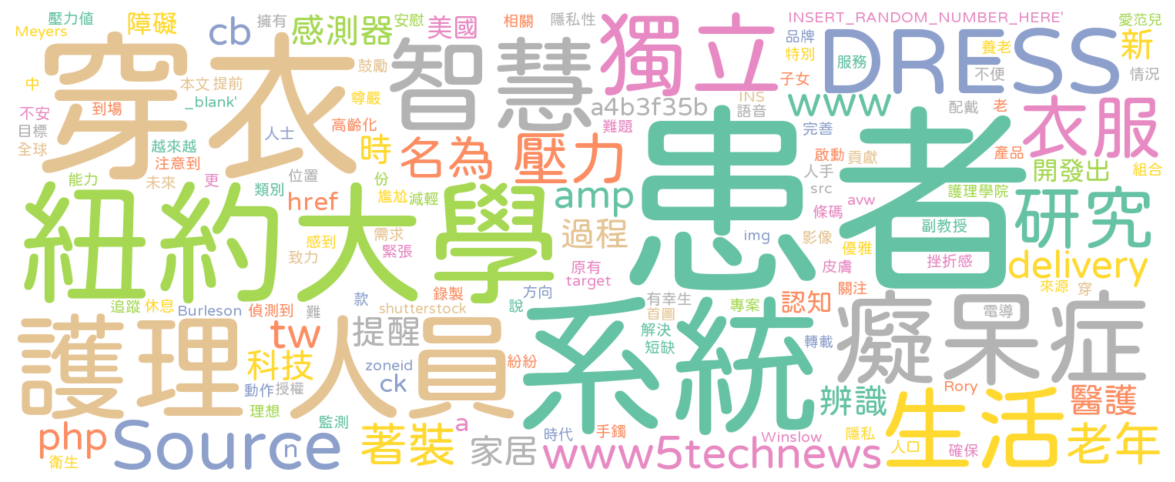 壓力值
擁有
安慰
相關
隱私性
INSERT_RANDOM_NUMBER_HERE'
愛范兒
Meyers
障礙
cb
感測器
美國
品牌
養老
新
穿衣
智慧
獨立
DRESS
中
本文
提前
鼓勵
特別
服務
不便
情況
子女
_blank'
尊嚴
a4b3f35b
INS
語音
www
配戴
老
衣服
不安
到場
目標
全球
人士
高齡化
難題
完善
越來越
注意到
時
名為
壓力
患者
啟動
貢獻
產品
開發出
組合
能力
未來
更
位置
份
人手
類別
尷尬
減輕
href
amp
src
avw
護理學院
條碼
研究
紐約大學
過程
副教授
感到
需求
緊張
致力
img
影像
優雅
挫折感
delivery
原有
target
皮膚
關注
來源
穿
追蹤
休息
Burleson
偵測到
難
錄製
款
方向
shutterstock
說
有幸生
首圖
專案
認知
電導
護理人員
tw
提醒
系統
解決
短缺
轉載
癡呆症
科技
zoneid
紛紛
ck
動作
授權
理想
Rory
辨識
生活
醫護
php
Source
n
監測
著裝
a
家居
時代
手鐲
www5technews
Winslow
隱私
人口
確保
老年
衛生